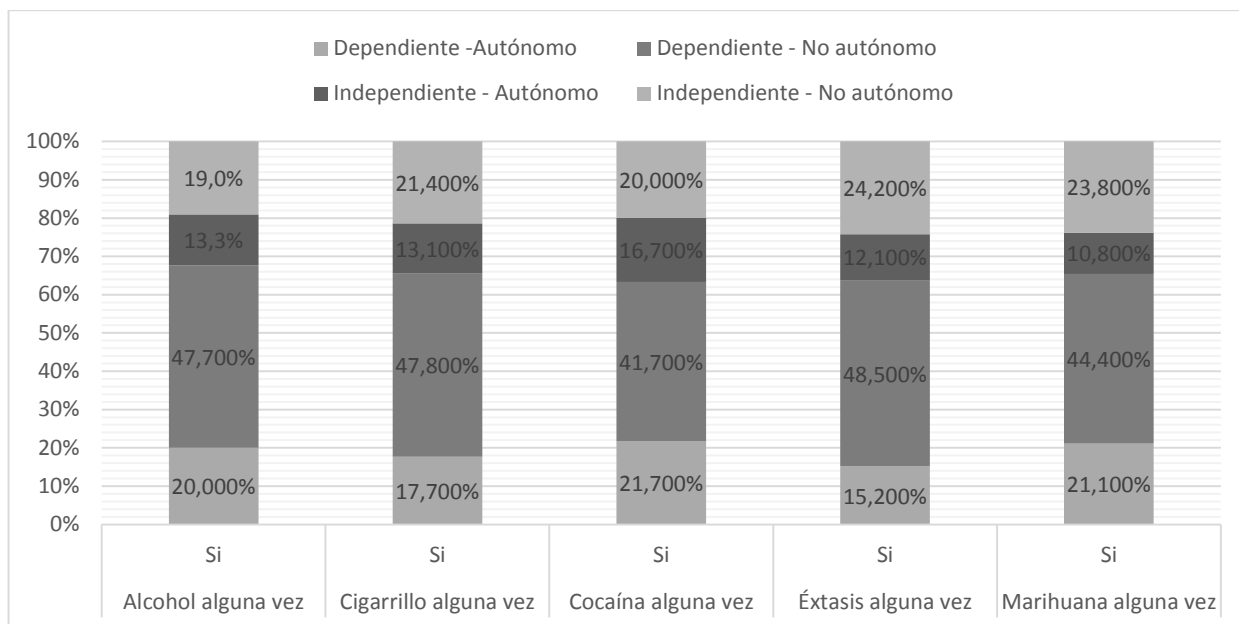 Dependiente -Autónomo Dependiente - No autónomo
Independiente - Autónomo Independiente - No autónomo
100%
90%
80%
70%
60%
50%
40%
30%
20%
10%
0%
19,0% 21,400% 20,000% 24,200% 23,800%
13,3% 13,100% 16,700% 12,100% 10,800%
47,700% 47,800% 41,700% 48,500% 44,400%
20,000% 17,700% 21,700% 15,200% 21,100%
Si Si Si Si Si
Alcohol alguna vez Cigarrillo alguna vez Cocaína alguna vez Éxtasis alguna vez Marihuana alguna vez